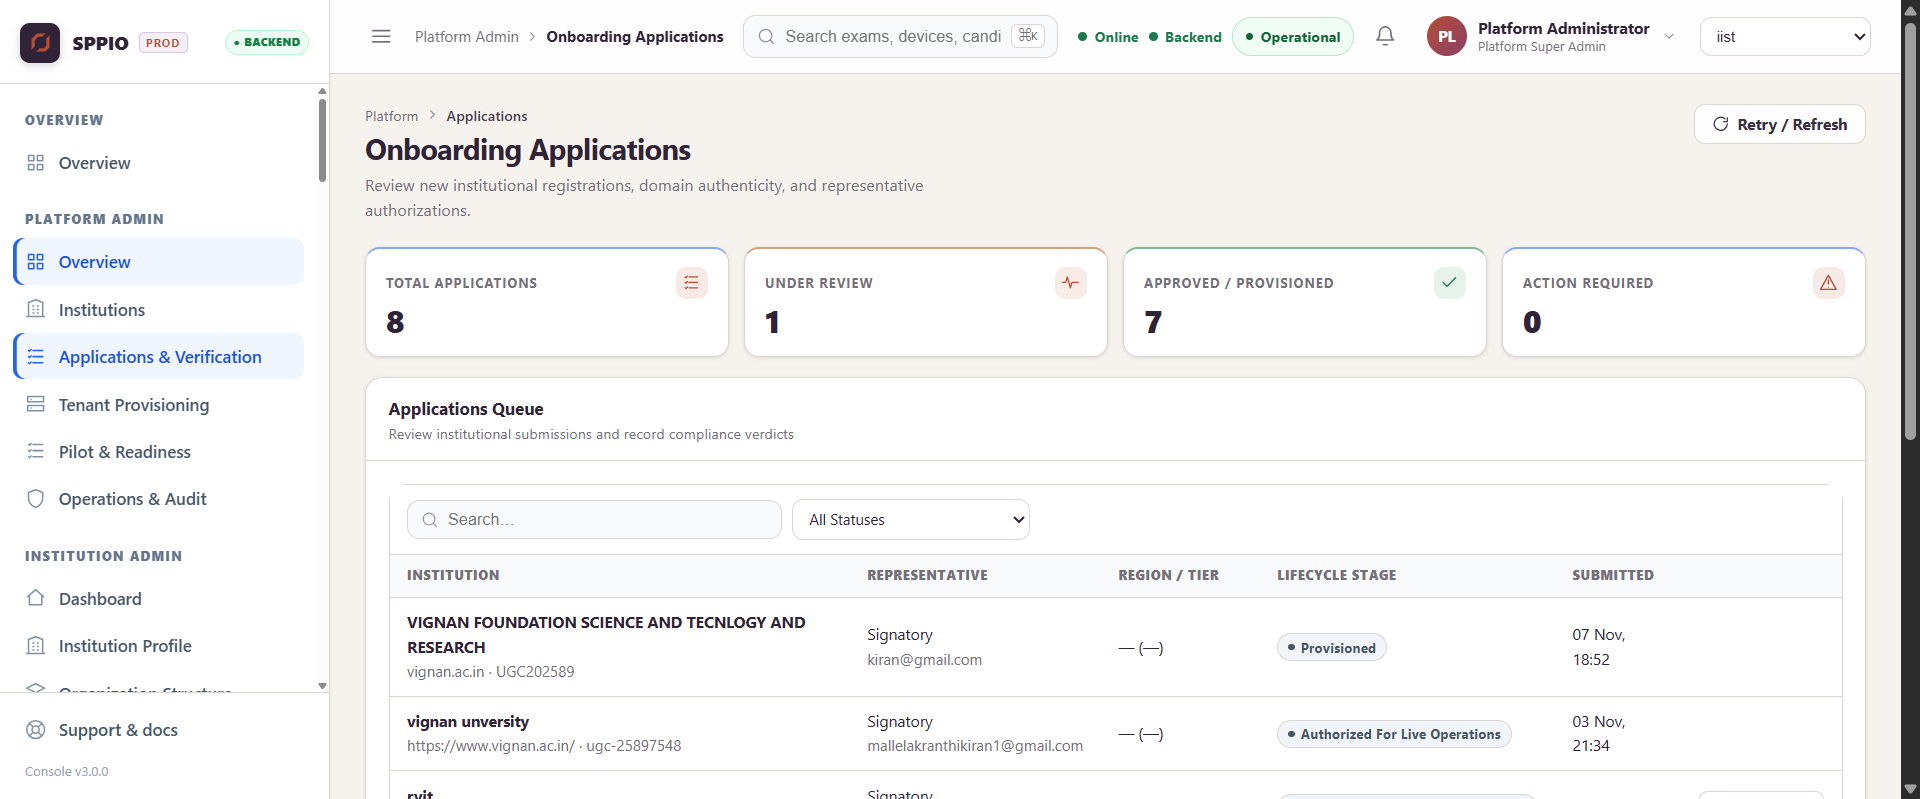 SPPIO PROD
BACKEND
Platform Admin > Onboarding Applications
Search exams, devices, candi ⌘K
Online
Backend
Operational
PL
Platform Administrator
Platform Super Admin
iist
OVERVIEW
Overview
PLATFORM ADMIN
Overview
Institutions
Applications & Verification
Tenant Provisioning
Pilot & Readiness
Operations & Audit
INSTITUTION ADMIN
Dashboard
Institution Profile
Organization Structure
Support & docs
Console v3.0.0
Platform > Applications
Onboarding Applications
Review new institutional registrations, domain authenticity, and representative
authorizations.
Retry / Refresh
TOTAL APPLICATIONS
8
UNDER REVIEW
1
APPROVED / PROVISIONED
7
ACTION REQUIRED
0
Applications Queue
Review institutional submissions and record compliance verdicts
Search...
All Statuses
INSTITUTION REPRESENTATIVE REGION / TIER LIFECYCLE STAGE SUBMITTED
VIGNAN FOUNDATION SCIENCE AND TECNLOGY AND
RESEARCH
vignan.ac.in · UGC202589
Signatory
kiran@gmail.com
— (—)
Provisioned
07 Nov,
18:52
vignan unversity
https://www.vignan.ac.in/ · ugc-25897548
Signatory
mallelakranthikiran1@gmail.com
— (—)
Authorized For Live Operations
03 Nov,
21:34
rvit
Signatory